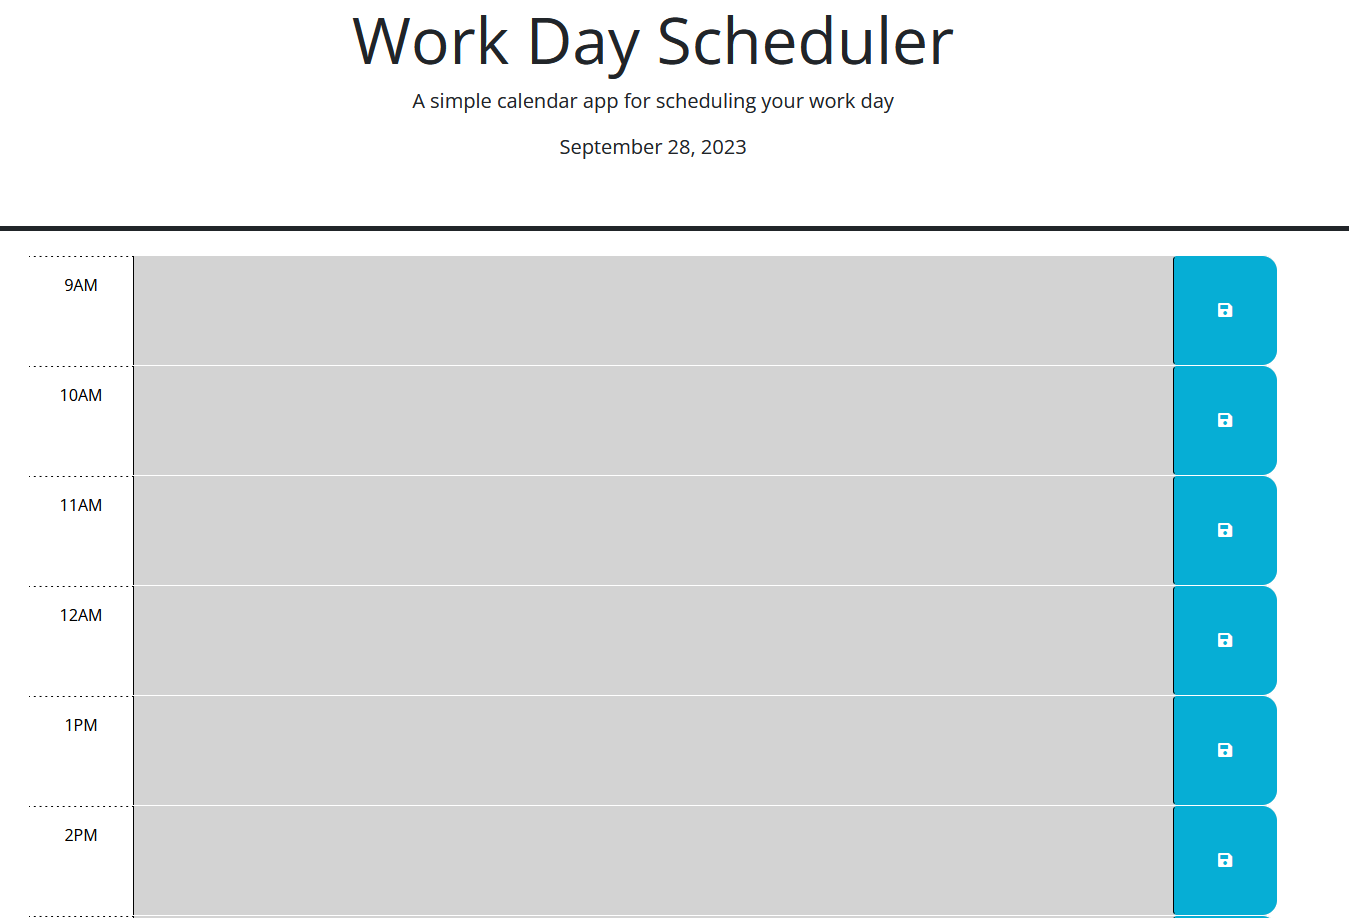 Work Day Scheduler
A simple calendar app for scheduling your work day
September 28, 2023
9AM
10AM
11AM
12AM
1PM
2PM